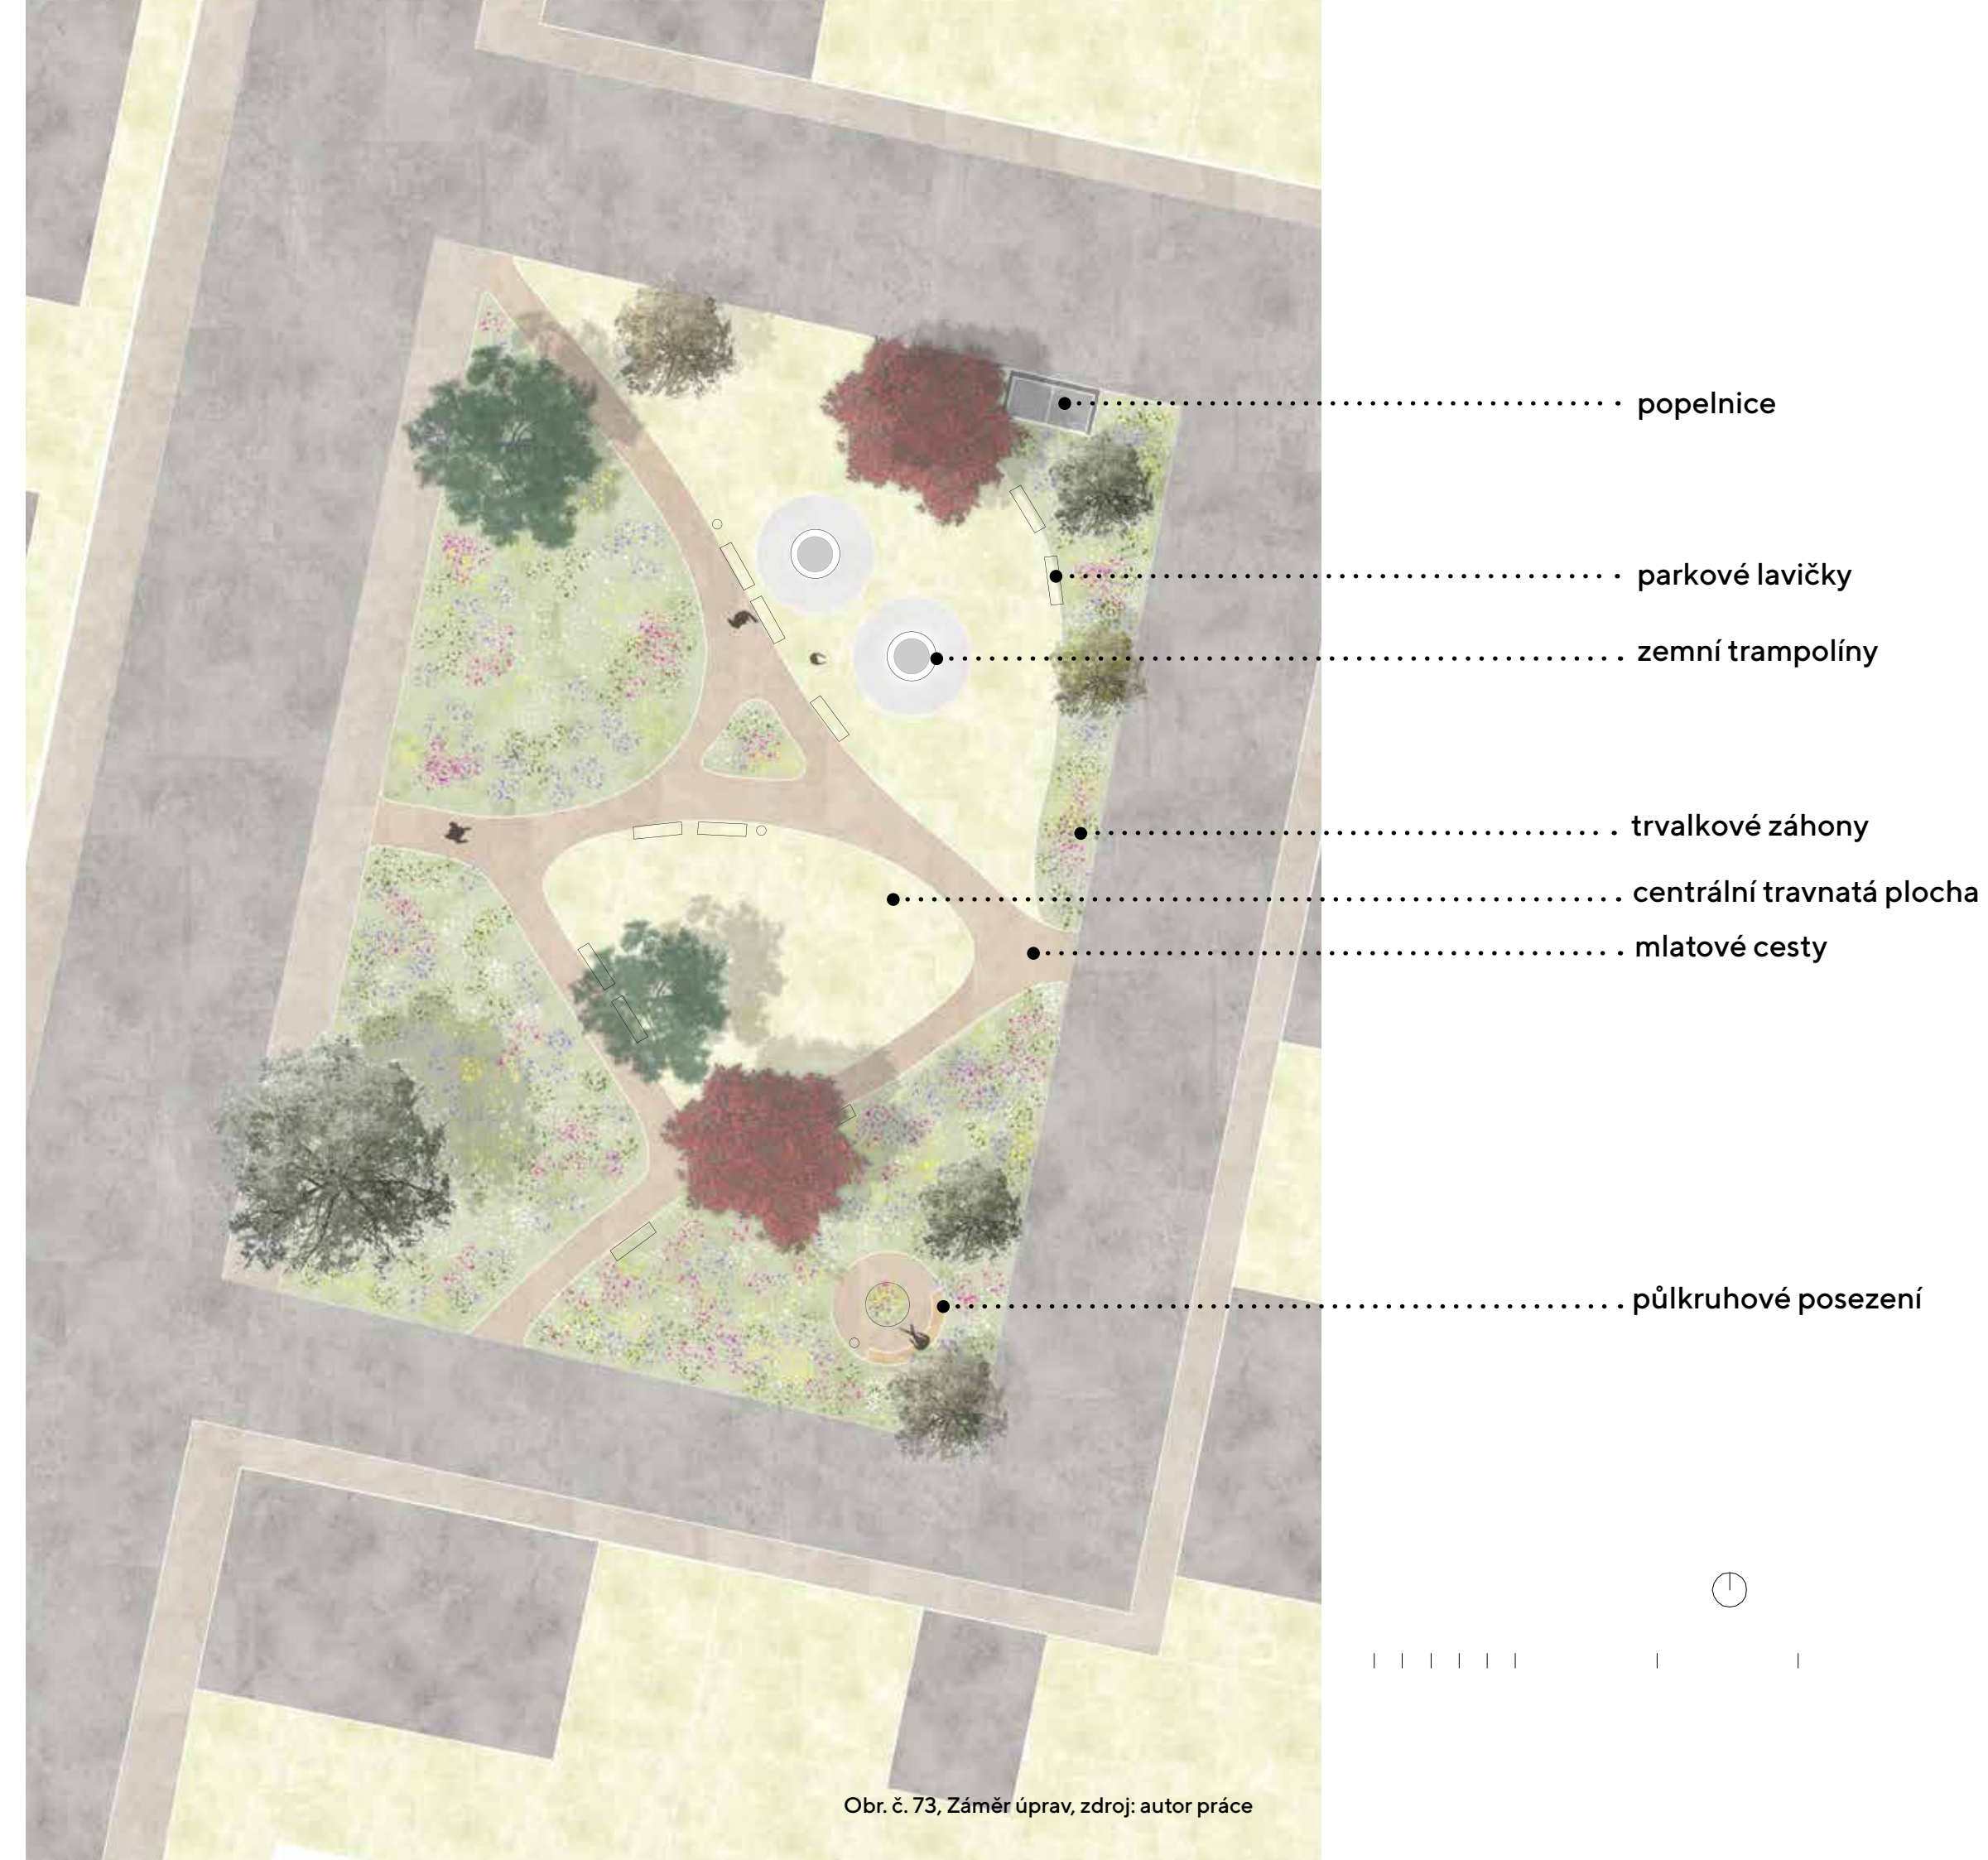 popelnice
parkové lavičky
zemní trampolíny
trvalkové záhony
centrální travnatá plocha
mlatové cesty
půlkruhové posezení
Obr. č. 73, Záměr úprav, zdroj: autor práce